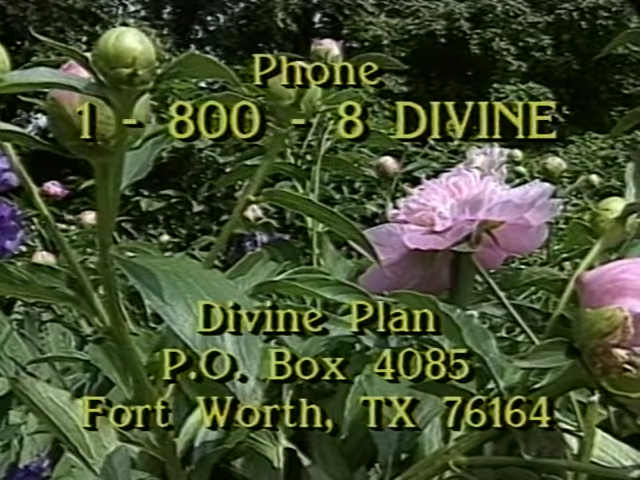 Phone
1 - 800 - 8 DIVINE
Divine Plan
P.O. Box 4085
Fort Worth, TX 76164